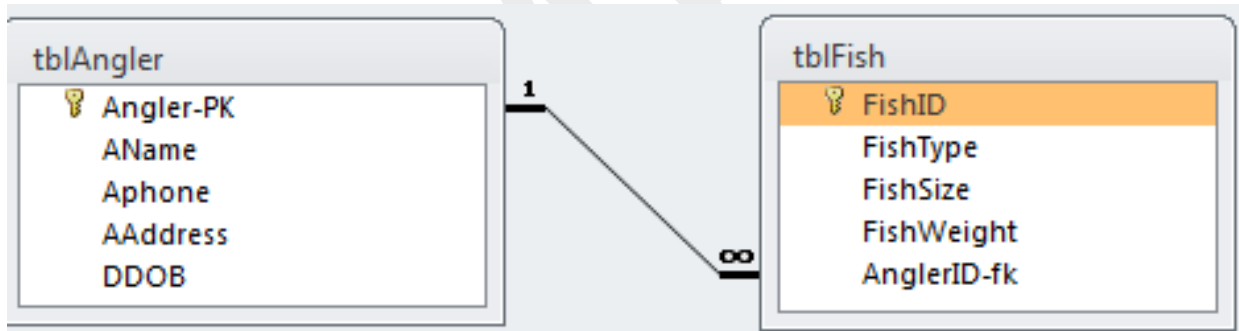 tblAngler
Angler-PK
AName
Aphone
AAddress
DDOB
1
∞
tblFish
FishID
FishType
FishSize
FishWeight
AnglerID-fk